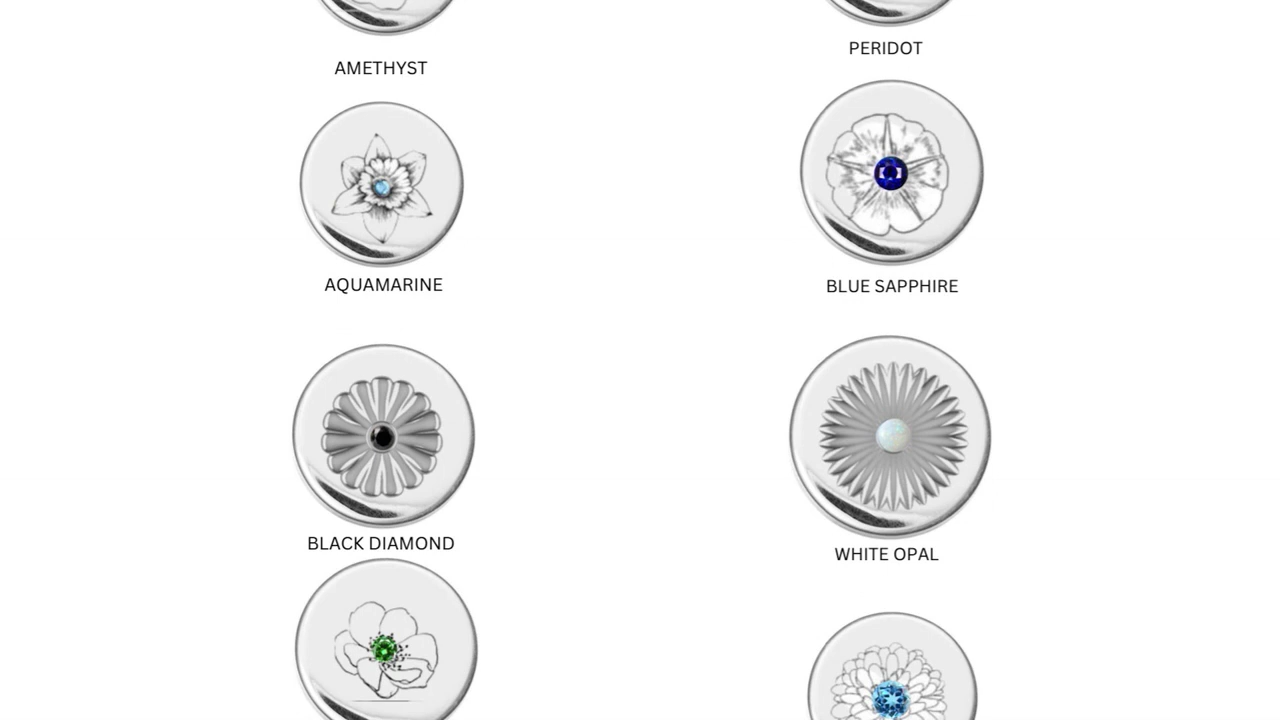 AMETHYST
PERIDOT
AQUAMARINE
BLUE SAPPHIRE
BLACK DIAMOND
WHITE OPAL